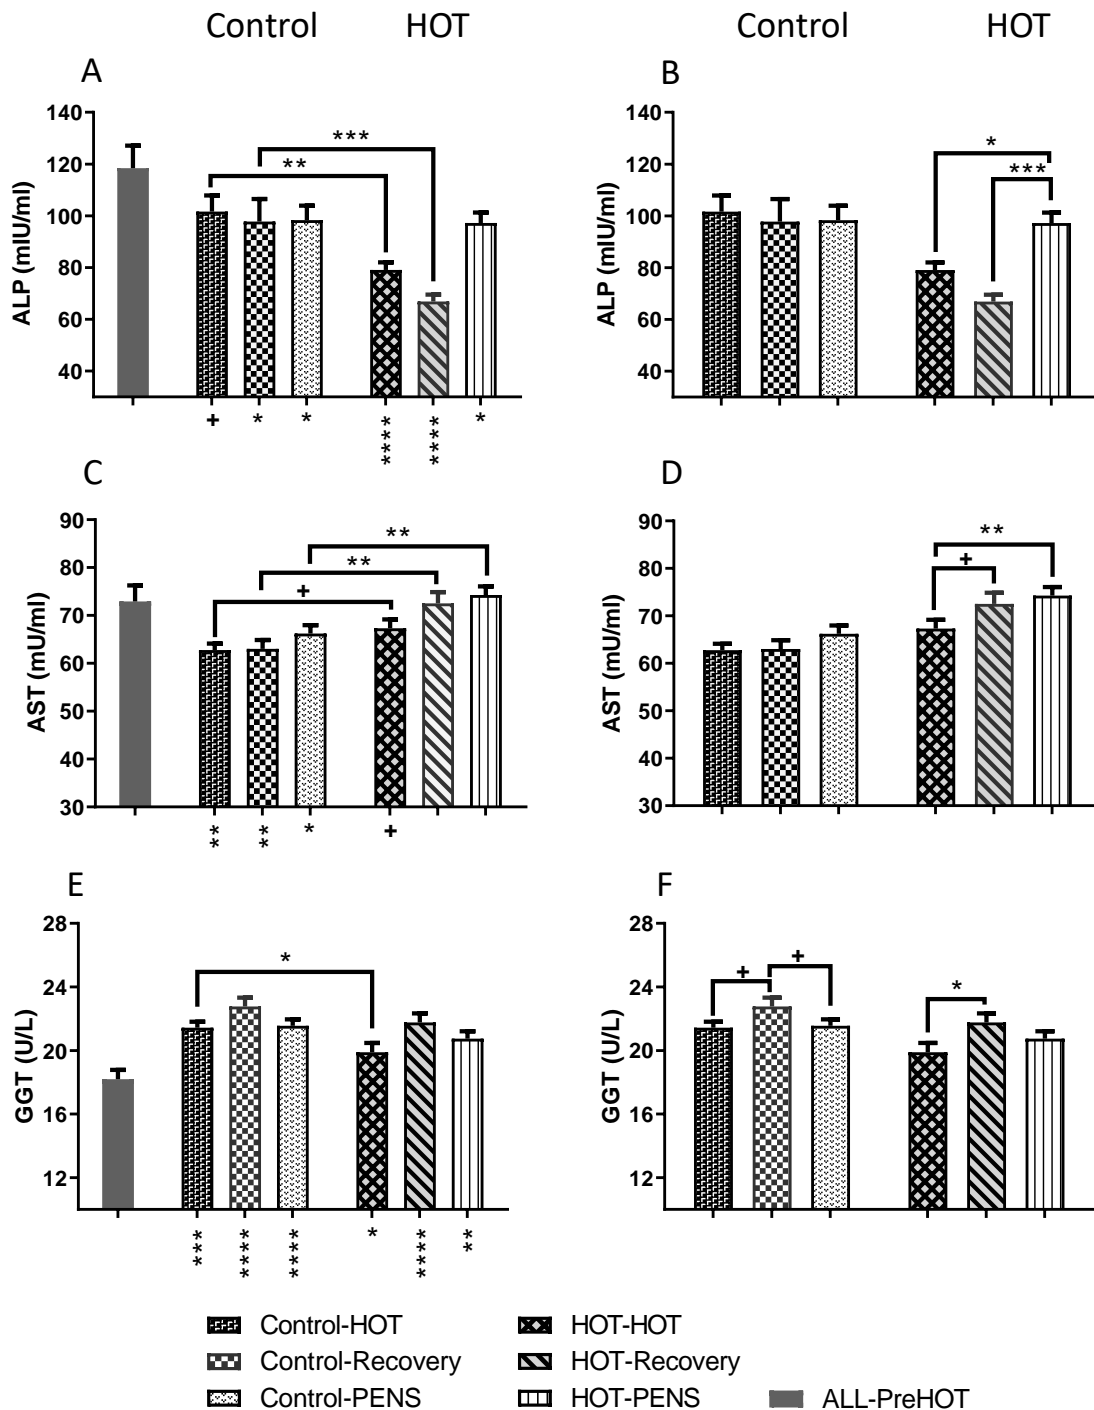 Control HOT Control HOT
A B
ALP (mIU/ml)
140
120
100
80
60
40
** ***
+ * * **** **** *
ALP (mIU/ml)
140
120
100
80
60
40
* ***
C D
AST (mU/ml)
90
80
70
60
50
40
30
** ** +
** ** * +
AST (mU/ml)
90
80
70
60
50
40
30
** +
E F
GGT (U/L)
28
24
20
16
12
*
*** **** **** * **** **
GGT (U/L)
28
24
20
16
12
+ + *
Control-HOT HOT-HOT
Control-Recovery HOT-Recovery
Control-PENS HOT-PENS ALL-PreHOT